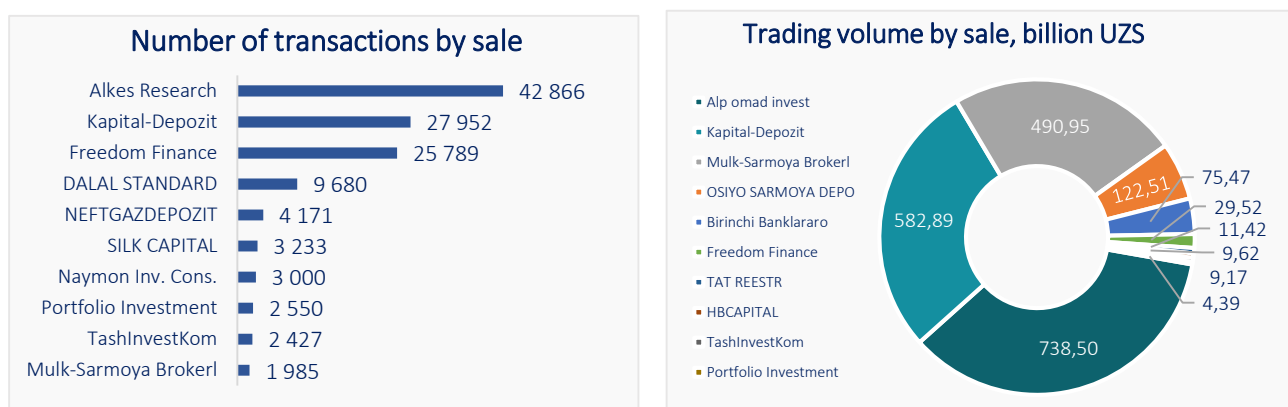 Number of transactions by sale
Alkes Research 42 866
Kapital-Depozit 27 952
Freedom Finance 25 789
DALAL STANDARD 9 680
NEFTGAZDEPOZIT 4 171
SILK CAPITAL 3 233
Naymon Inv. Cons. 3 000
Portfolio Investment 2 550
TashInvestKom 2 427
Mulk-Sarmoya Brokerl 1 985
Trading volume by sale, billion UZS
Alp omad invest
Kapital-Depozit
Mulk-Sarmoya Brokerl
OSIYO SARMOYA DEPO
Birinchi Banklararo
Freedom Finance
TAT REESTR
HBCAPITAL
TashInvestKom
Portfolio Investment
490,95
122,51
75,47
29,52
11,42
9,62
9,17
4,39
582,89
738,50